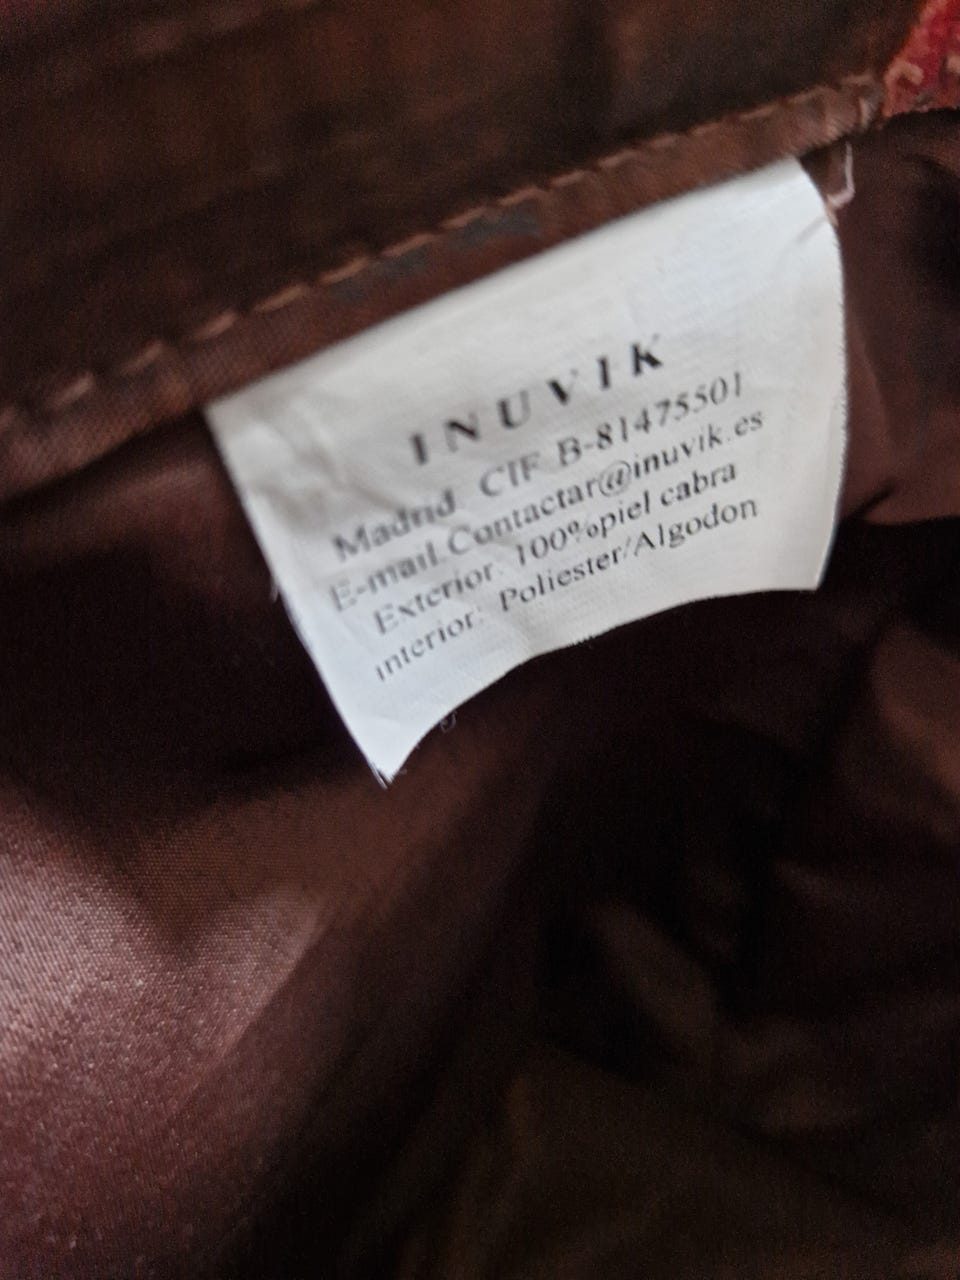 INUVIK
Madrid CIF B-81475501
E-mail.Contactar@inuvik.es
Exterior: 100%piel cabra
interior: Poliester/Algodon